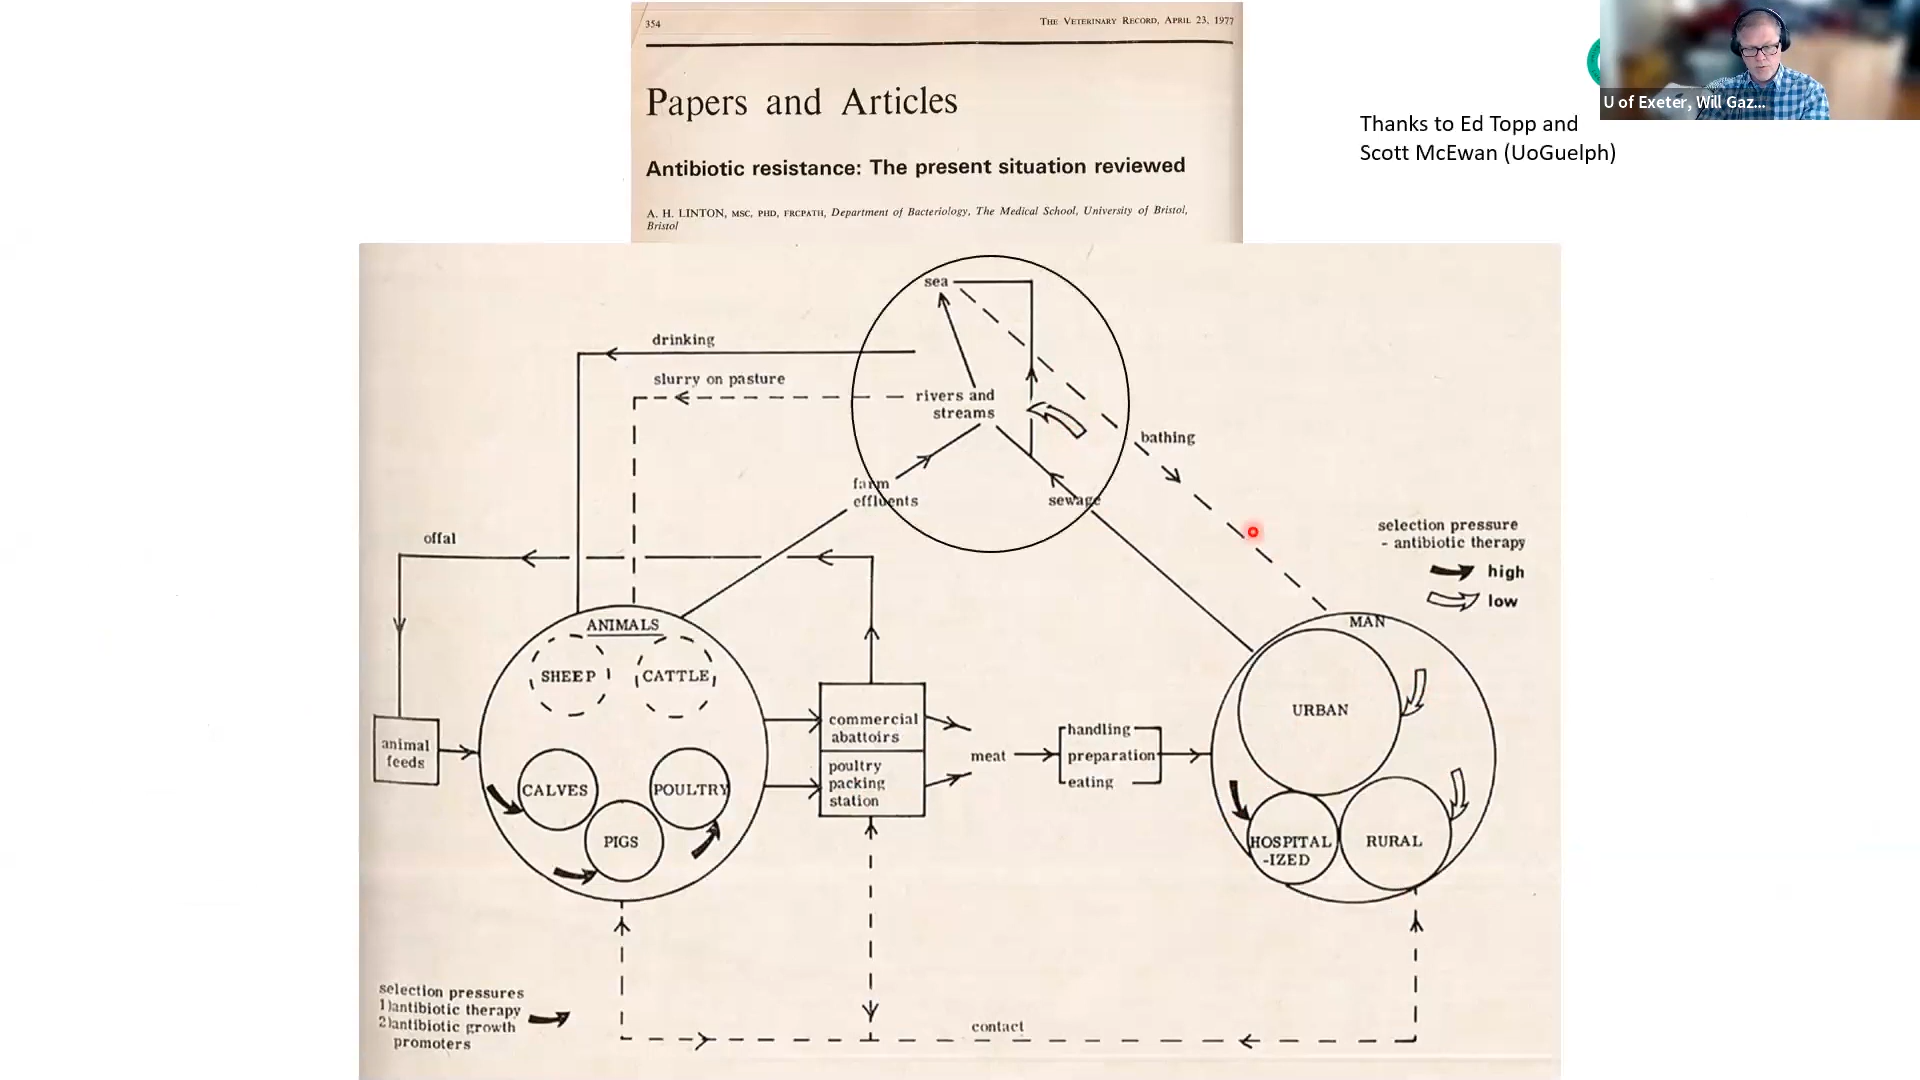 354
THE VETERINARY RECORD, APRIL 23, 1977
Papers and Articles
Antibiotic resistance: The present situation reviewed
A. H. LINTON, MSC, PHD, FRCPATH, Department of Bacteriology, The Medical School, University of Bristol,
Bristol
U of Exeter, Will Gaz...
Thanks to Ed Topp and
Scott McEwan (UoGuelph)
sea
drinking
slurry on pasture
rivers and
streams
bathing
farm
effluents
sewage
offal
selection pressure
- antibiotic therapy
high
low
ANIMALS
SHEEP
CATTLE
animal
feeds
CALVES
POULTRY
PIGS
commercial
abattoirs
poultry
packing
station
meat
handling
preparation
eating
MAN
URBAN
HOSPITAL
-IZED
RURAL
selection pressures
1)antibiotic therapy
2)antibiotic growth
promoters
contact